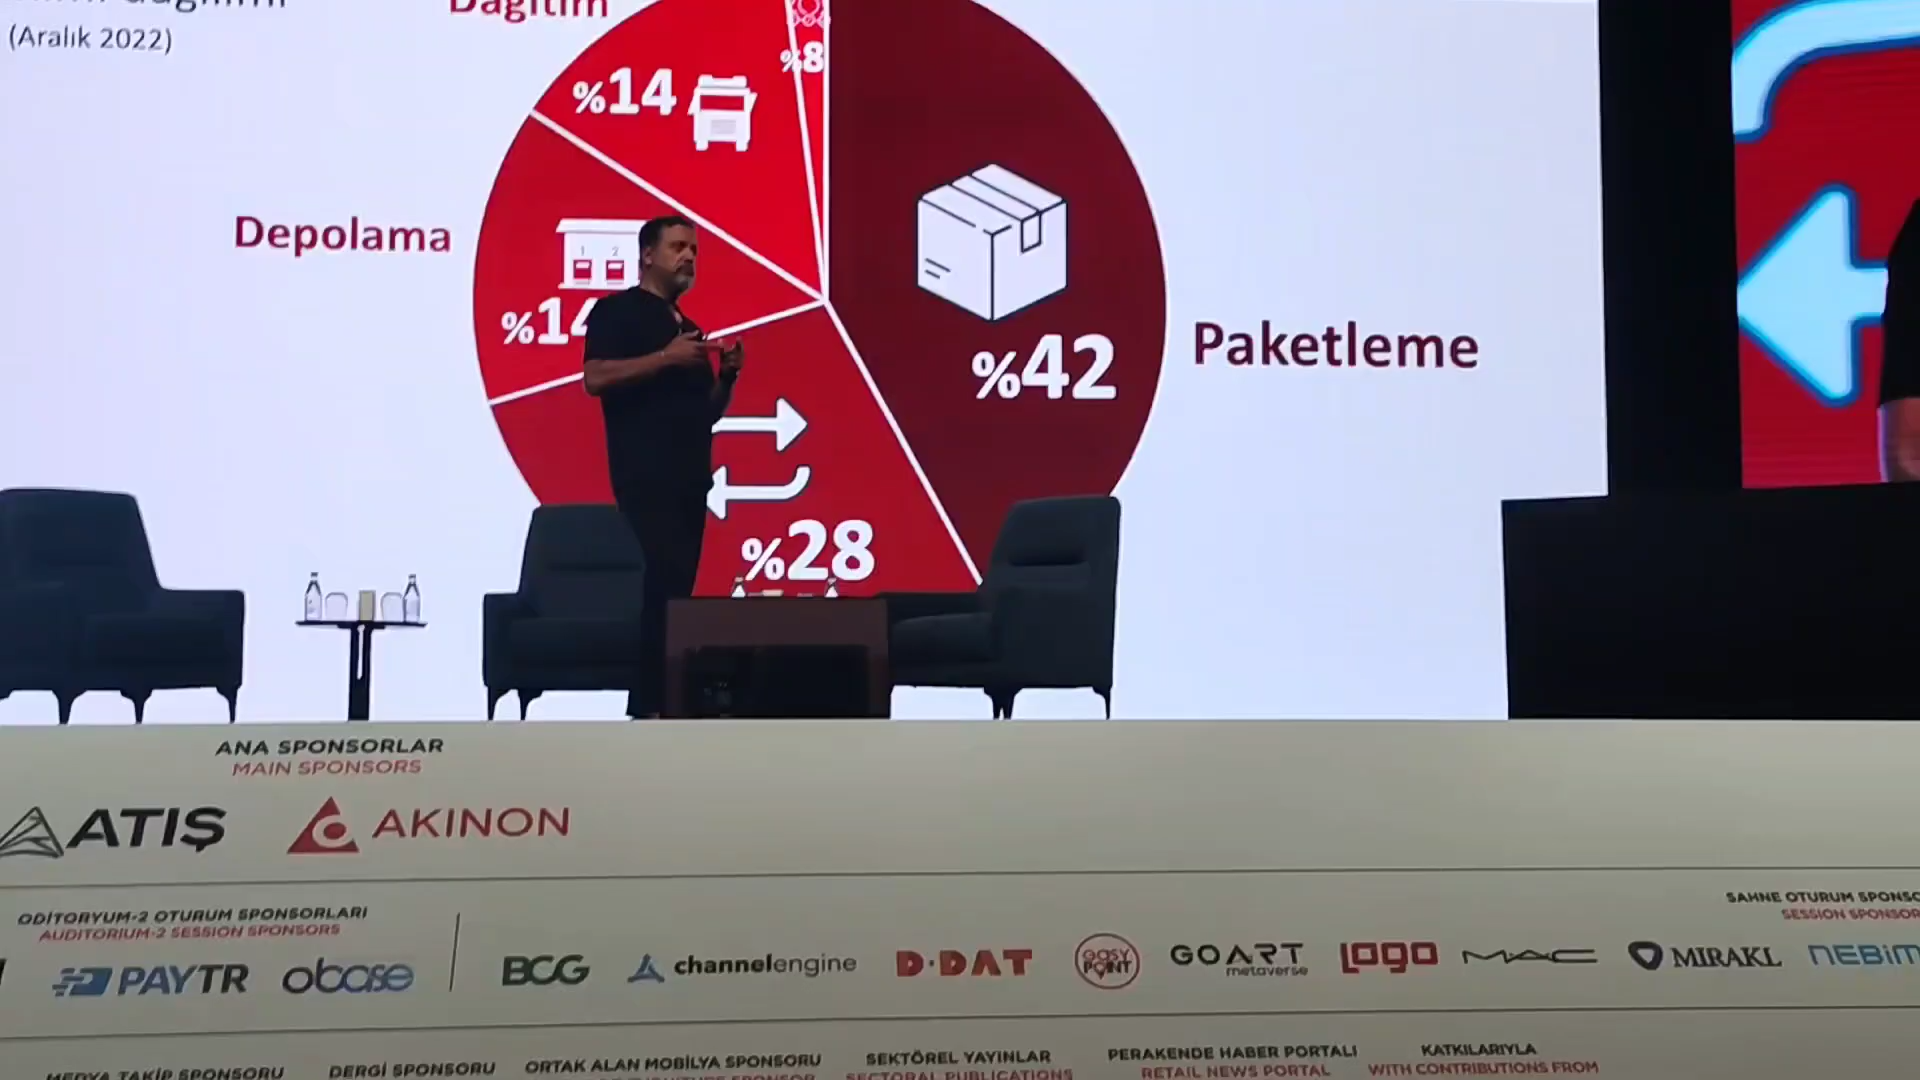 Dağıtım
(Aralık 2022)
%8
%14
Depolama
1 2
%14
Paketleme
%42
%28
ANA SPONSORLAR
MAIN SPONSORS
ATIŞ
AKINON
ODİTORYUM-2 OTURUM SPONSORLARI
AUDITORIUM-2 SESSION SPONSORS
SAHNE OTURUM SPONSO
SESSION SPONSOR
PAYTR
obase
BCG
channelengine
D·DAT
easy POINT
GOART
metaverse
LOGO
MAC
MIRAKL
NEBİM
MEDYA TAKİP SPONSORU
DERGİ SPONSORU
ORTAK ALAN MOBİLYA SPONSORU
SEKTÖREL YAYINLAR
SECTORAL PUBLICATIONS
PERAKENDE HABER PORTALI
RETAIL NEWS PORTAL
KATKILARIYLA
WITH CONTRIBUTIONS FROM